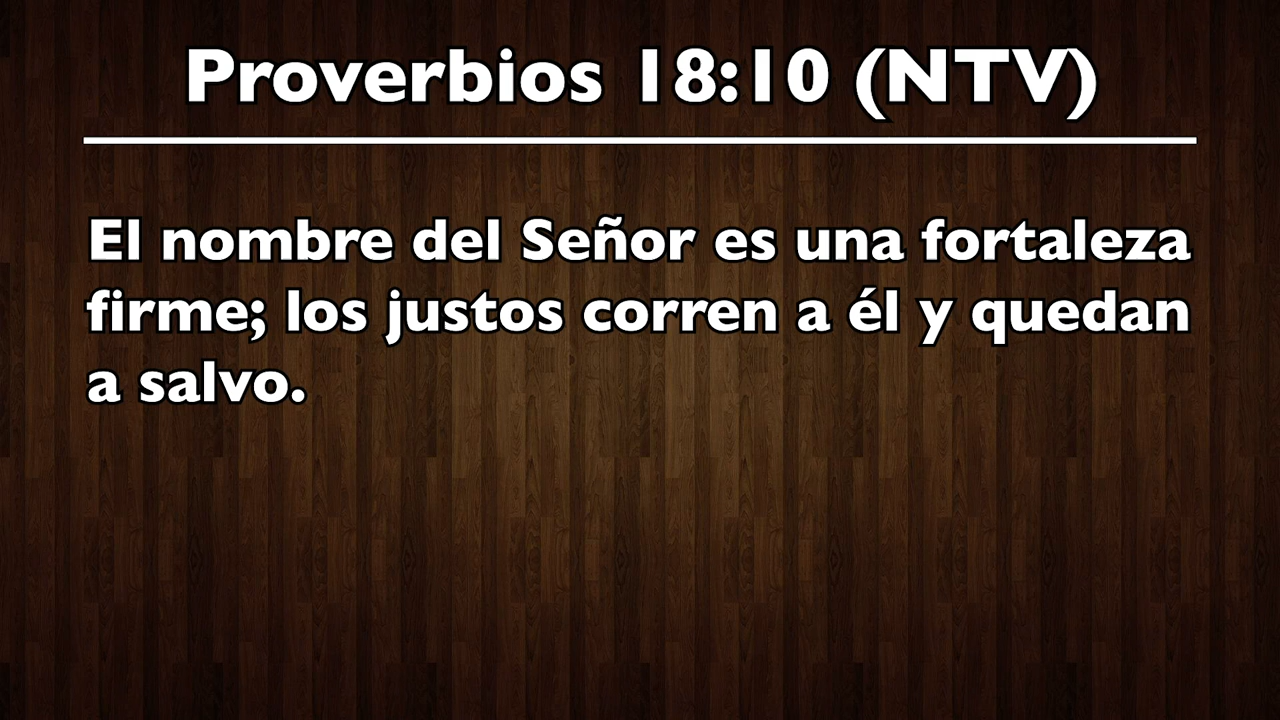 Proverbios 18:10 (NTV)
El nombre del Señor es una fortaleza
firme; los justos corren a él y quedan
a salvo.